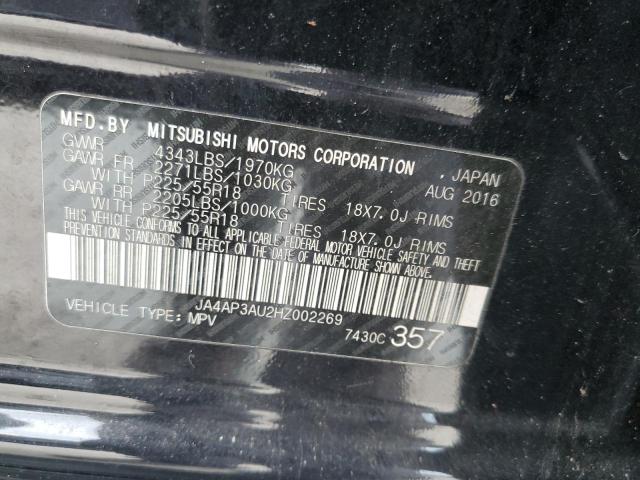 MFD.BY MITSUBISHI MOTORS CORPORATION, JAPAN
GVWR 4343LBS/1970KG AUG 2016
GAWR FR 2271LBS/1030KG
WITH P225/55R18 TIRES 18X7.0J RIMS
GAWR RR 2205LBS/1000KG
WITH P225/55R18 TIRES 18X7.0J RIMS
THIS VEHICLE CONFORMS TO ALL APPLICABLE FEDERAL MOTOR VEHICLE SAFETY AND THEFT
PREVENTION STANDARDS IN EFFECT ON THE DATE OF MANUFACTURE SHOWN ABOVE.
JA4AP3AU2HZ002269
VEHICLE TYPE: MPV 7430C 357